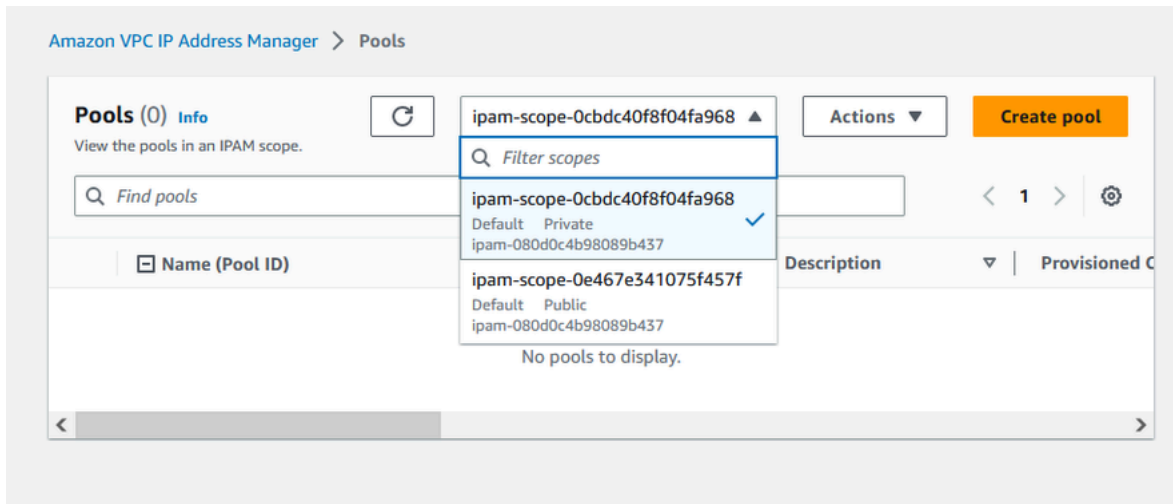 Amazon VPC IP Address Manager > Pools
Pools (0) Info
View the pools in an IPAM scope.
ipam-scope-0cbdc40f8f04fa968
Actions
Create pool
Filter scopes
Find pools
1
ipam-scope-0cbdc40f8f04fa968
Default Private
ipam-080d0c4b98089b437
ipam-scope-0e467e341075f457f
Default Public
ipam-080d0c4b98089b437
Name (Pool ID)
Description
Provisioned C
No pools to display.